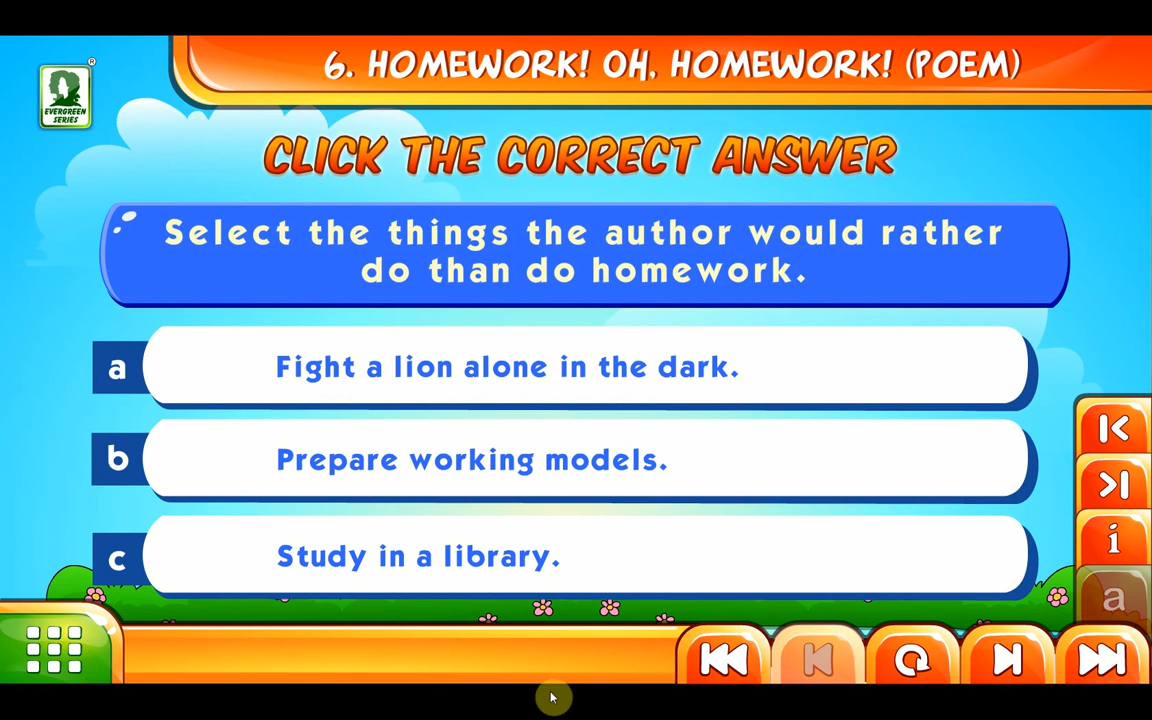 6. HOMEWORK! OH, HOMEWORK! (POEM)
®
EVERGREEN
SERIES
CLICK THE CORRECT ANSWER
Select the things the author would rather
do than do homework.
a Fight a lion alone in the dark.
b Prepare working models.
c Study in a library.
i
a